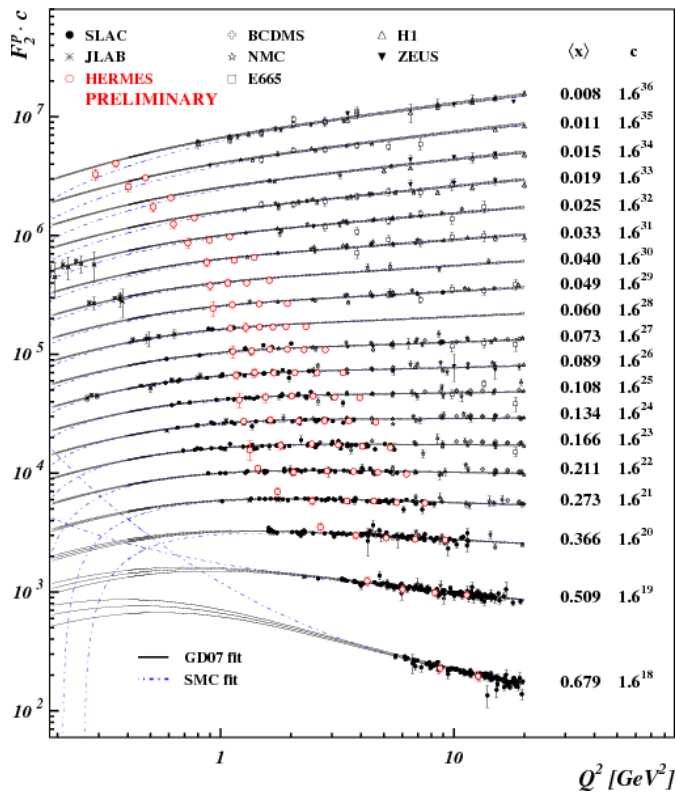 F₂ᵖ · c
SLAC
BCDMS
H1
JLAB
NMC
ZEUS
HERMES
E665
PRELIMINARY
⟨x⟩ c
0.008 1.6³⁶
0.011 1.6³⁵
0.015 1.6³⁴
0.019 1.6³³
0.025 1.6³²
0.033 1.6³¹
0.040 1.6³⁰
0.049 1.6²⁹
0.060 1.6²⁸
0.073 1.6²⁷
0.089 1.6²⁶
0.108 1.6²⁵
0.134 1.6²⁴
0.166 1.6²³
0.211 1.6²²
0.273 1.6²¹
0.366 1.6²⁰
0.509 1.6¹⁹
0.679 1.6¹⁸
10⁷
10⁶
10⁵
10⁴
10³
10²
GD07 fit
SMC fit
1
10
Q² [GeV²]